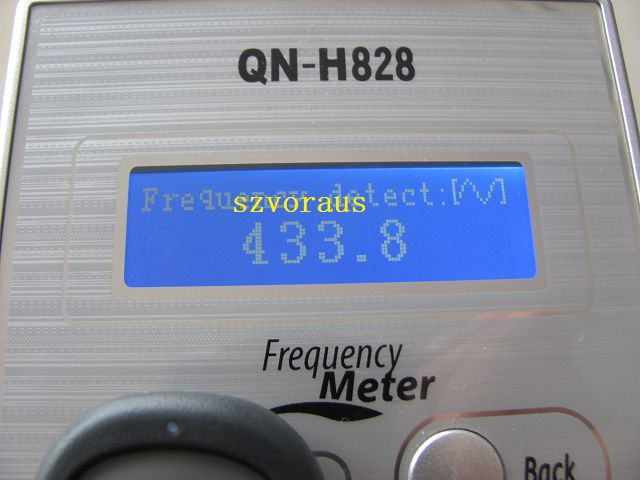 QN-H828
Frequency detect:[/\/]
szvoraus
433.8
Frequency
Meter
Back